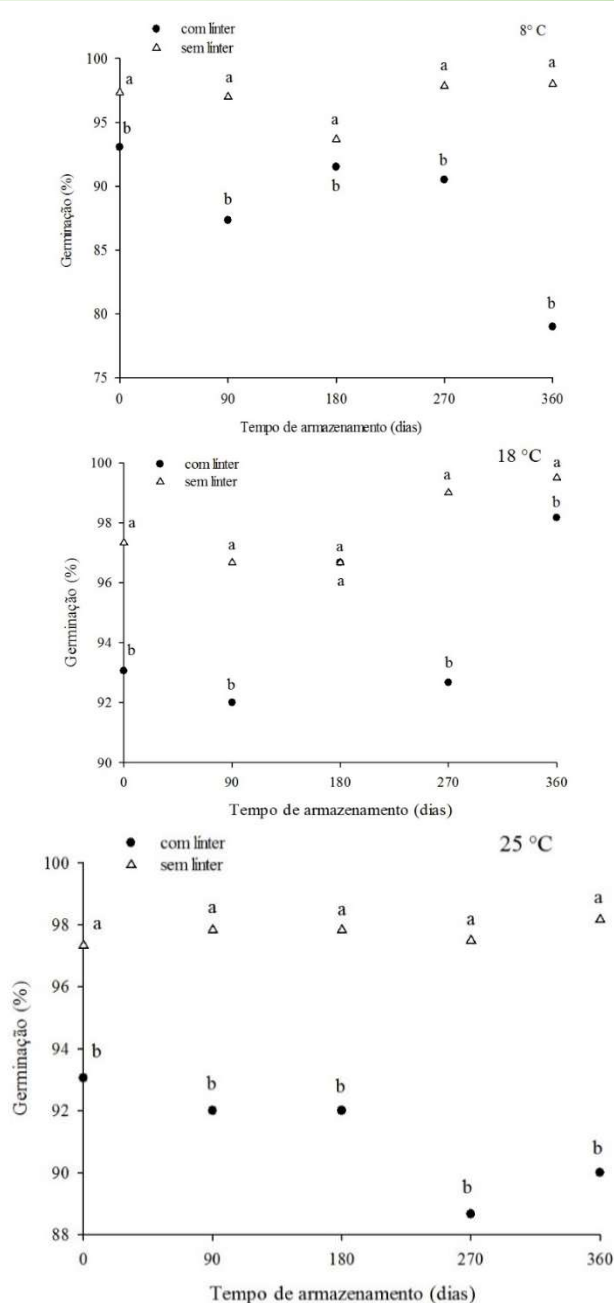 com linter
sem linter
8° C
100
95
90
85
80
75
Germinação (%)
a
b
a
b
a
b
a
b
a
b
0 90 180 270 360
Tempo de armazenamento (dias)
com linter
sem linter
18 °C
100
98
96
94
92
90
Germinação (%)
a
b
a
b
a
a
a
b
a
b
0 90 180 270 360
Tempo de armazenamento (dias)
com linter
sem linter
25 °C
100
98
96
94
92
90
88
Germinação (%)
a
b
a
b
a
b
a
b
a
b
0 90 180 270 360
Tempo de armazenamento (dias)